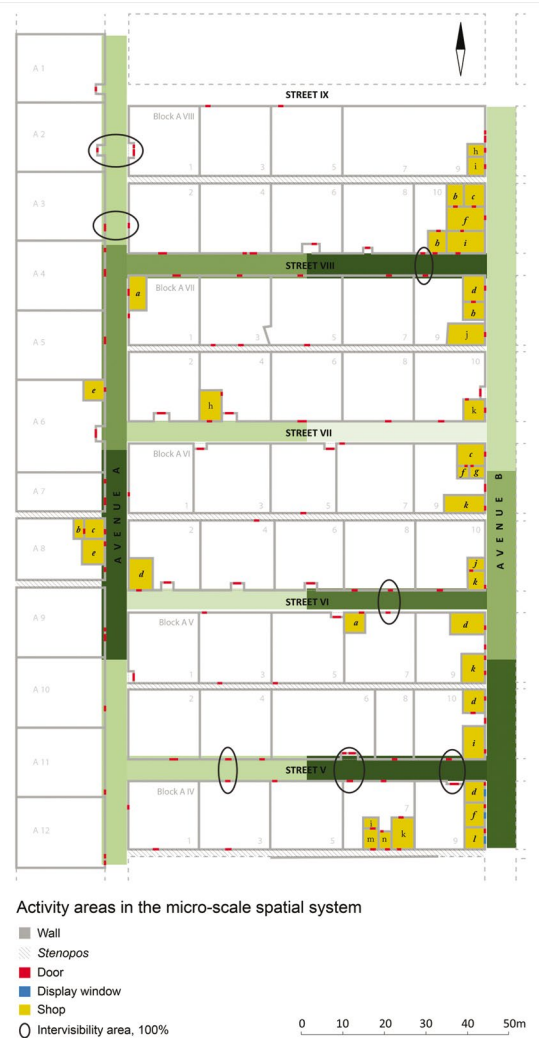 STREET IX
A 1
A 2
A 3
A 4
A 5
A 6
A 7
A 8
A 9
A 10
A 11
A 12
Block A VIII
1 3 5 7 9
h
i
2 4 6 8 10
b c
f
b i
STREET VIII
Block A VII
a
d
b
j
1 3 5 7 9
2 4 6 8 10
h
k
e
STREET VII
Block A VI
c
f g
k
1 3 5 7 9
AVENUE A
AVENUE B
b c
e
2 4 6 8 10
d
j
k
STREET VI
Block A V
a
d
k
1 3 5 7 9
2 4 6 8 10
d
i
STREET V
Block A IV
d
f
l
1 3 5 7 9
i
m n k
Activity areas in the micro-scale spatial system
Wall
Stenopos
Door
Display window
Shop
Intervisibility area, 100%
0 10 20 30 40 50m